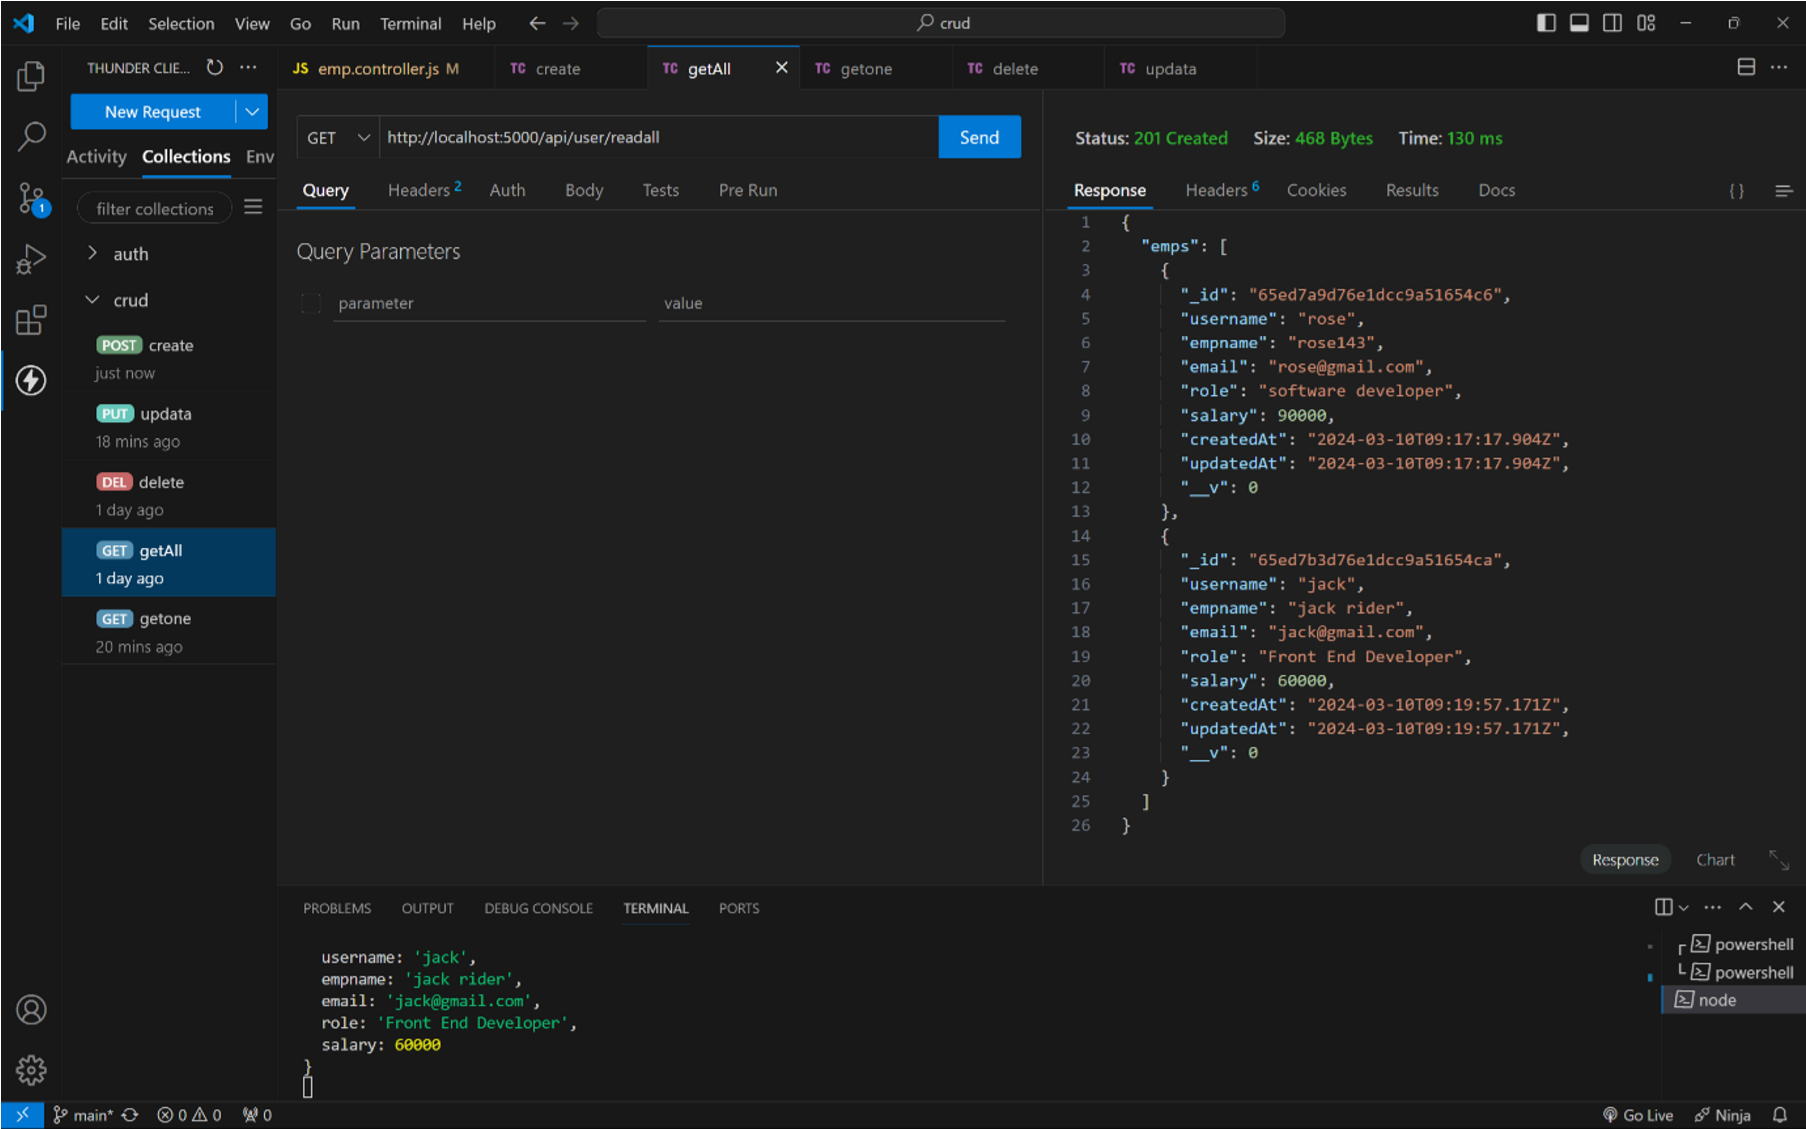 File Edit Selection View Go Run Terminal Help
crud
THUNDER CLIE...
JS emp.controller.js M
TC create
TC getAll
TC getone
TC delete
TC updata
New Request
Activity Collections Env
filter collections
auth
crud
POST create
just now
PUT updata
18 mins ago
DEL delete
1 day ago
GET getAll
1 day ago
GET getone
20 mins ago
1
GET http://localhost:5000/api/user/readall Send
Query Headers 2 Auth Body Tests Pre Run
Query Parameters
parameter value
Status: 201 Created Size: 468 Bytes Time: 130 ms
Response Headers 6 Cookies Results Docs {}
1 {
2 "emps": [
3 {
4 "_id": "65ed7a9d76e1dcc9a51654c6",
5 "username": "rose",
6 "empname": "rose143",
7 "email": "rose@gmail.com",
8 "role": "software developer",
9 "salary": 90000,
10 "createdAt": "2024-03-10T09:17:17.904Z",
11 "updatedAt": "2024-03-10T09:17:17.904Z",
12 "__v": 0
13 },
14 {
15 "_id": "65ed7b3d76e1dcc9a51654ca",
16 "username": "jack",
17 "empname": "jack rider",
18 "email": "jack@gmail.com",
19 "role": "Front End Developer",
20 "salary": 60000,
21 "createdAt": "2024-03-10T09:19:57.171Z",
22 "updatedAt": "2024-03-10T09:19:57.171Z",
23 "__v": 0
24 }
25 ]
26 }
Response Chart
PROBLEMS OUTPUT DEBUG CONSOLE TERMINAL PORTS
username: 'jack',
empname: 'jack rider',
email: 'jack@gmail.com',
role: 'Front End Developer',
salary: 60000
}
powershell
powershell
node
main* 0 0 0
Go Live Ninja